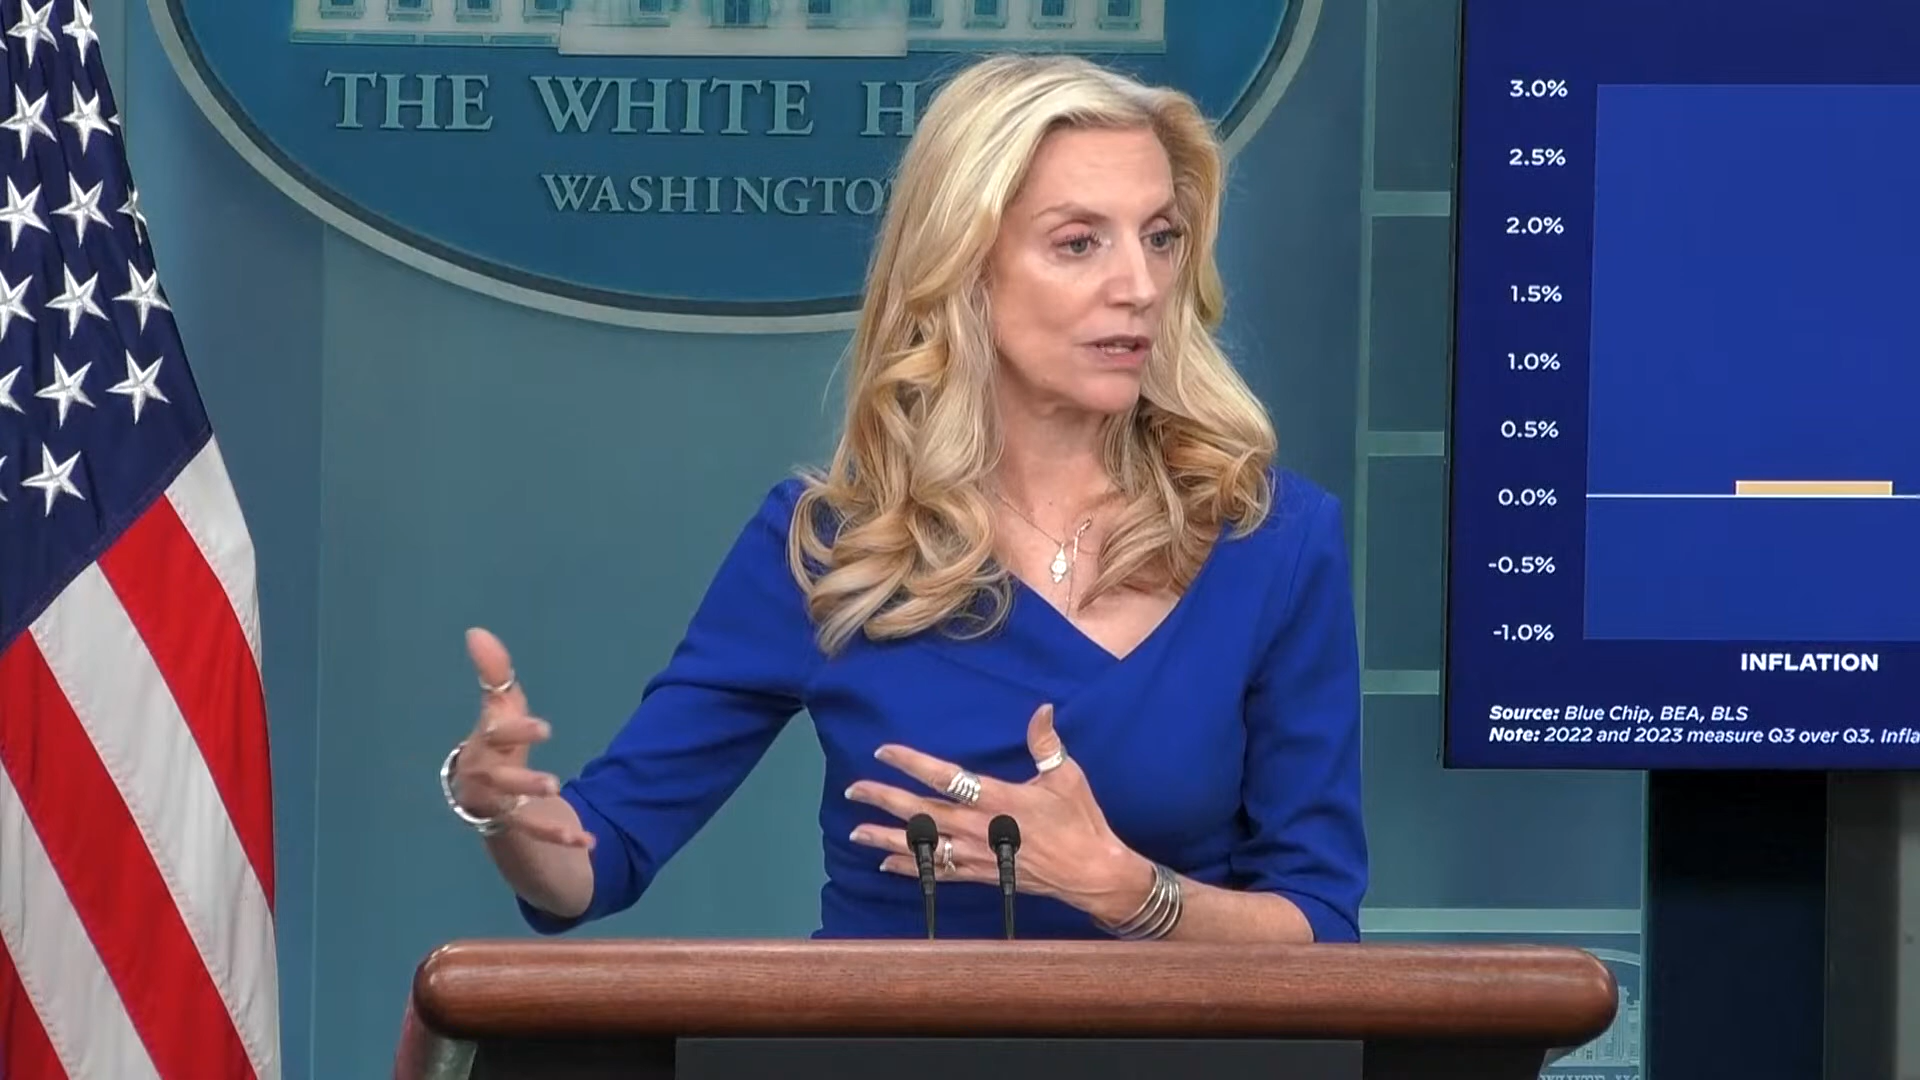 THE WHITE H
WASHINGTO
3.0%
2.5%
2.0%
1.5%
1.0%
0.5%
0.0%
-0.5%
-1.0%
INFLATION
Source: Blue Chip, BEA, BLS
Note: 2022 and 2023 measure Q3 over Q3. Infla